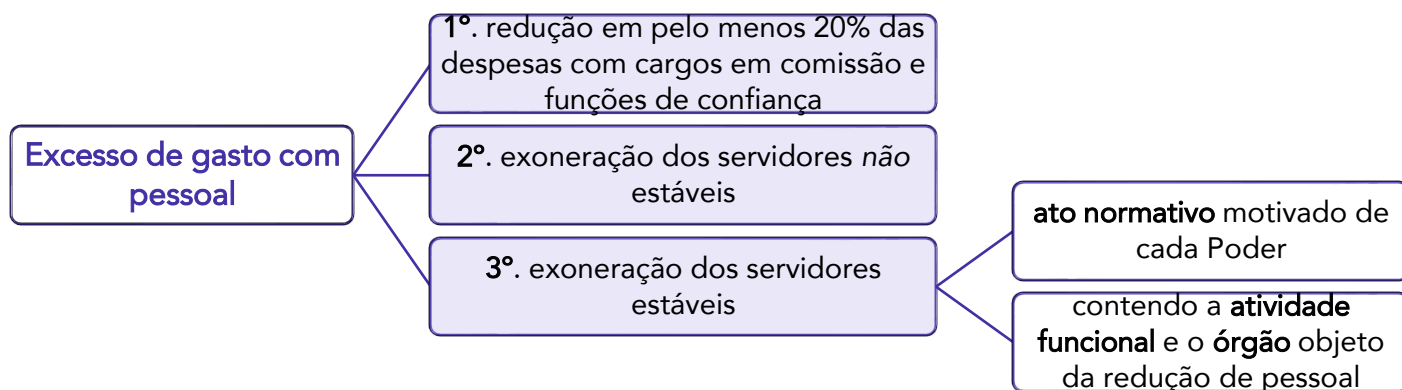 Excesso de gasto com
pessoal
1º. redução em pelo menos 20% das
despesas com cargos em comissão e
funções de confiança
2º. exoneração dos servidores não
estáveis
3º. exoneração dos servidores
estáveis
ato normativo motivado de
cada Poder
contendo a atividade
funcional e o órgão objeto
da redução de pessoal